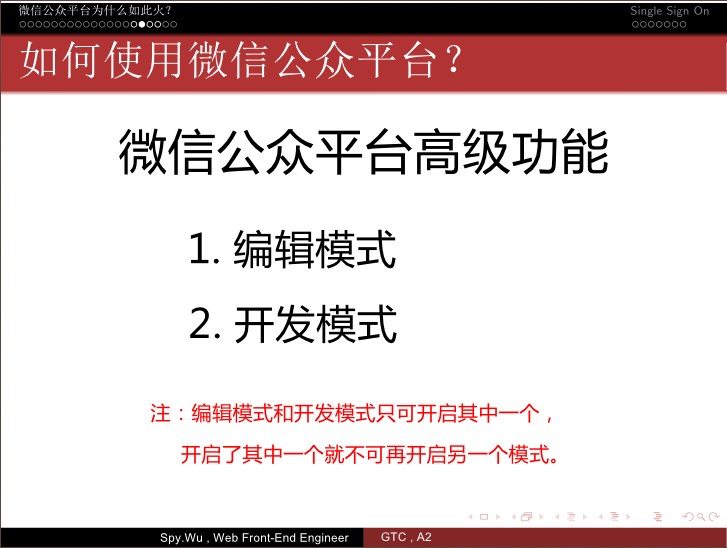 微信公众平台为什么如此火？
Single Sign On
如何使用微信公众平台？
微信公众平台高级功能
1. 编辑模式
2. 开发模式
注：编辑模式和开发模式只可开启其中一个，
开启了其中一个就不可再开启另一个模式。
Spy.Wu , Web Front-End Engineer
GTC , A2